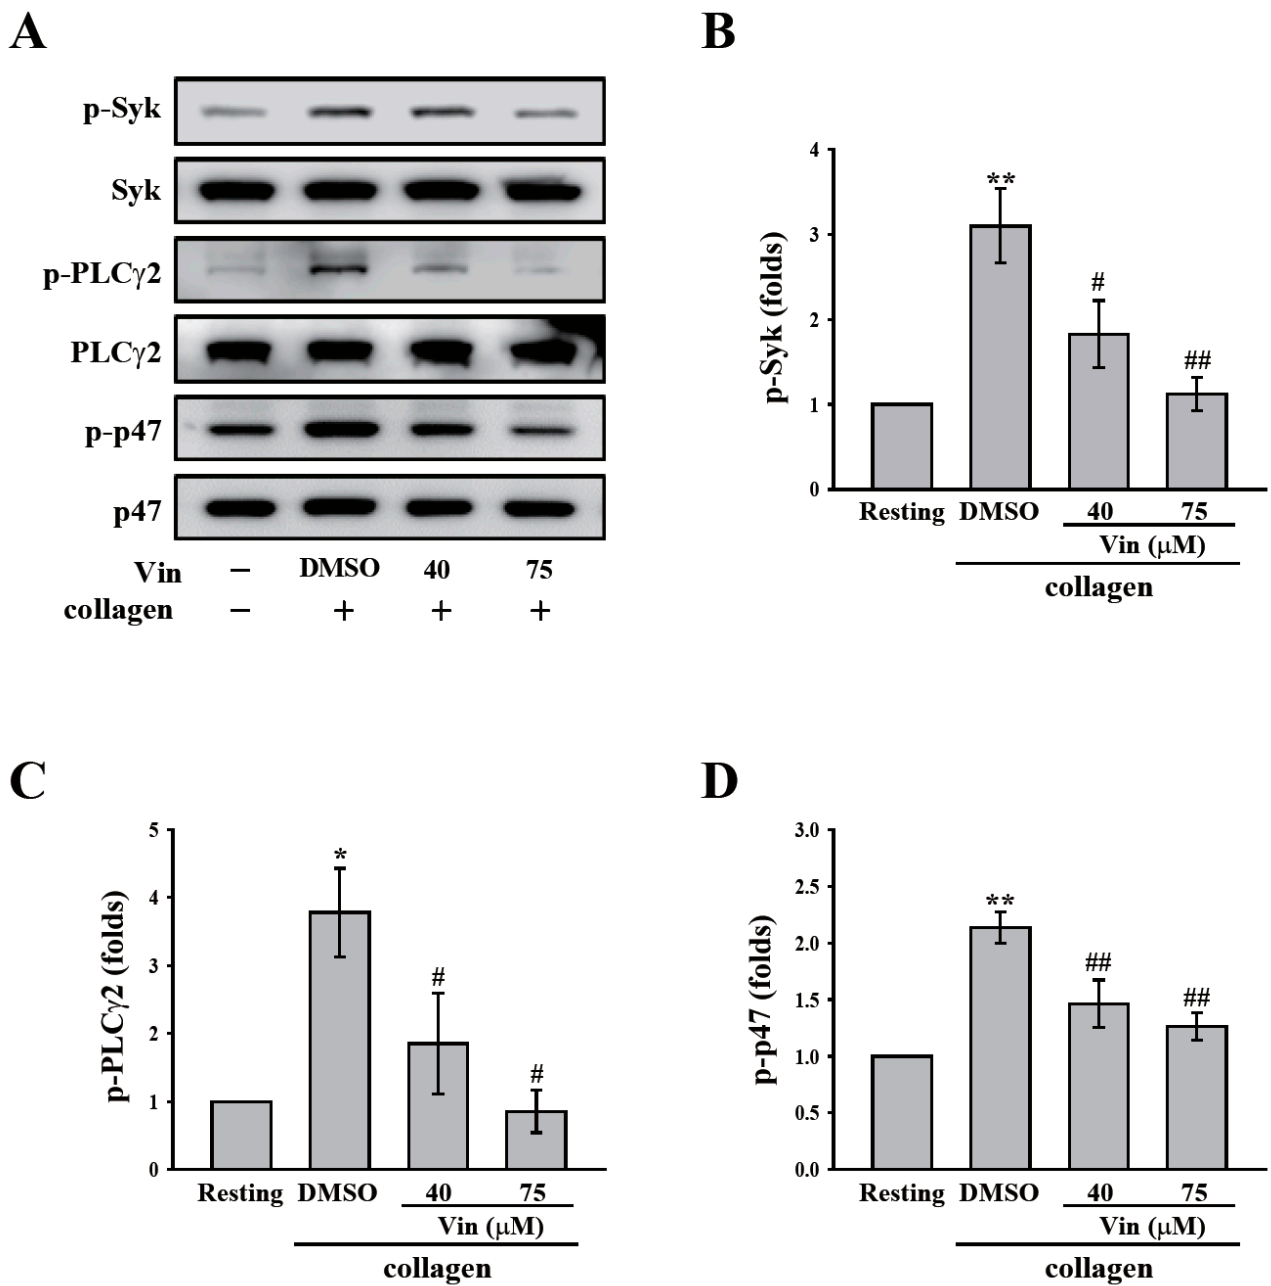 A
p-Syk
Syk
p-PLCγ2
PLCγ2
p-p47
p47
Vin – DMSO 40 75
collagen – + + +
B
p-Syk (folds)
4
3
2
1
0
**
#
##
Resting DMSO 40 75
Vin (μM)
collagen
C
p-PLCγ2 (folds)
5
4
3
2
1
0
*
#
#
Resting DMSO 40 75
Vin (μM)
collagen
D
p-p47 (folds)
3.0
2.5
2.0
1.5
1.0
0.5
0.0
**
##
##
Resting DMSO 40 75
Vin (μM)
collagen